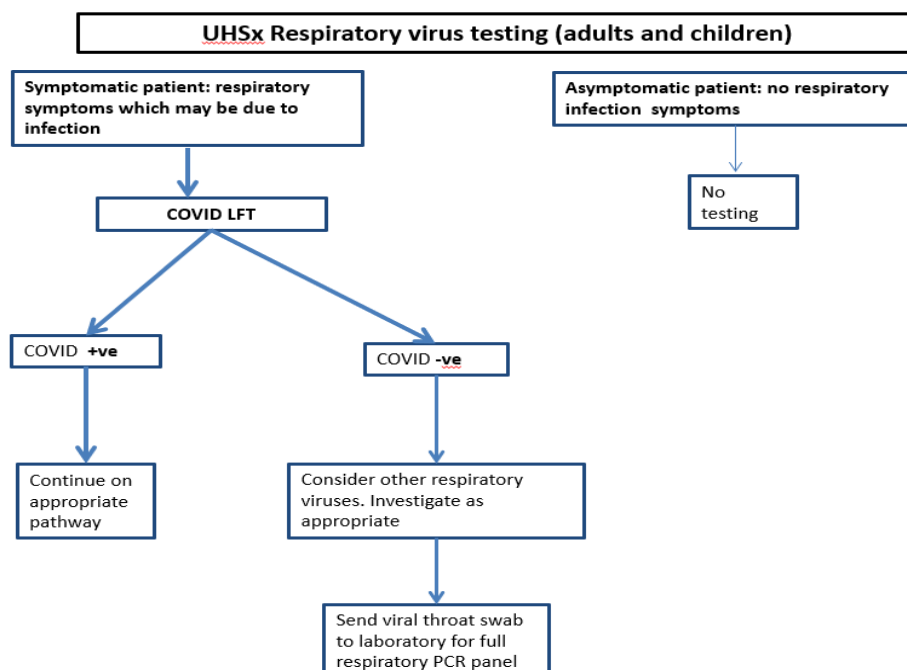 UHSx Respiratory virus testing (adults and children)
Symptomatic patient: respiratory
symptoms which may be due to
infection
Asymptomatic patient: no respiratory
infection symptoms
COVID LFT
No
testing
COVID +ve
COVID -ve
Continue on
appropriate
pathway
Consider other respiratory
viruses. Investigate as
appropriate
Send viral throat swab
to laboratory for full
respiratory PCR panel